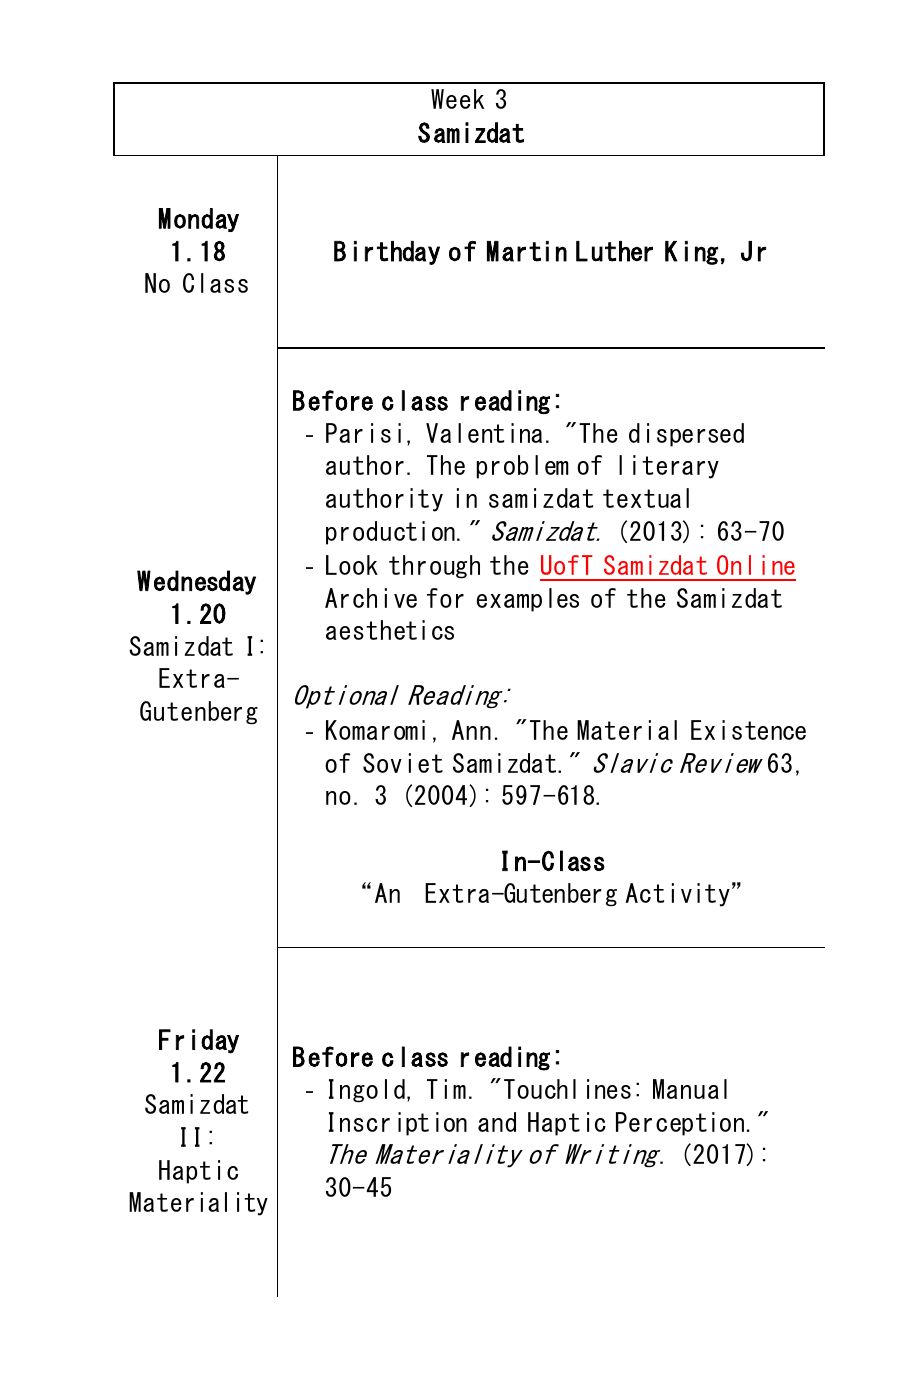 Week 3
Samizdat
Monday
1.18
No Class
Birthday of Martin Luther King, Jr
Wednesday
1.20
Samizdat I:
Extra-
Gutenberg
Before class reading:
- Parisi, Valentina. "The dispersed
author. The problem of literary
authority in samizdat textual
production." Samizdat. (2013): 63-70
- Look through the UofT Samizdat Online
Archive for examples of the Samizdat
aesthetics
Optional Reading:
- Komaromi, Ann. "The Material Existence
of Soviet Samizdat." Slavic Review 63,
no. 3 (2004): 597-618.
In-Class
“An Extra-Gutenberg Activity”
Friday
1.22
Samizdat
II:
Haptic
Materiality
Before class reading:
- Ingold, Tim. "Touchlines: Manual
Inscription and Haptic Perception."
The Materiality of Writing. (2017):
30-45